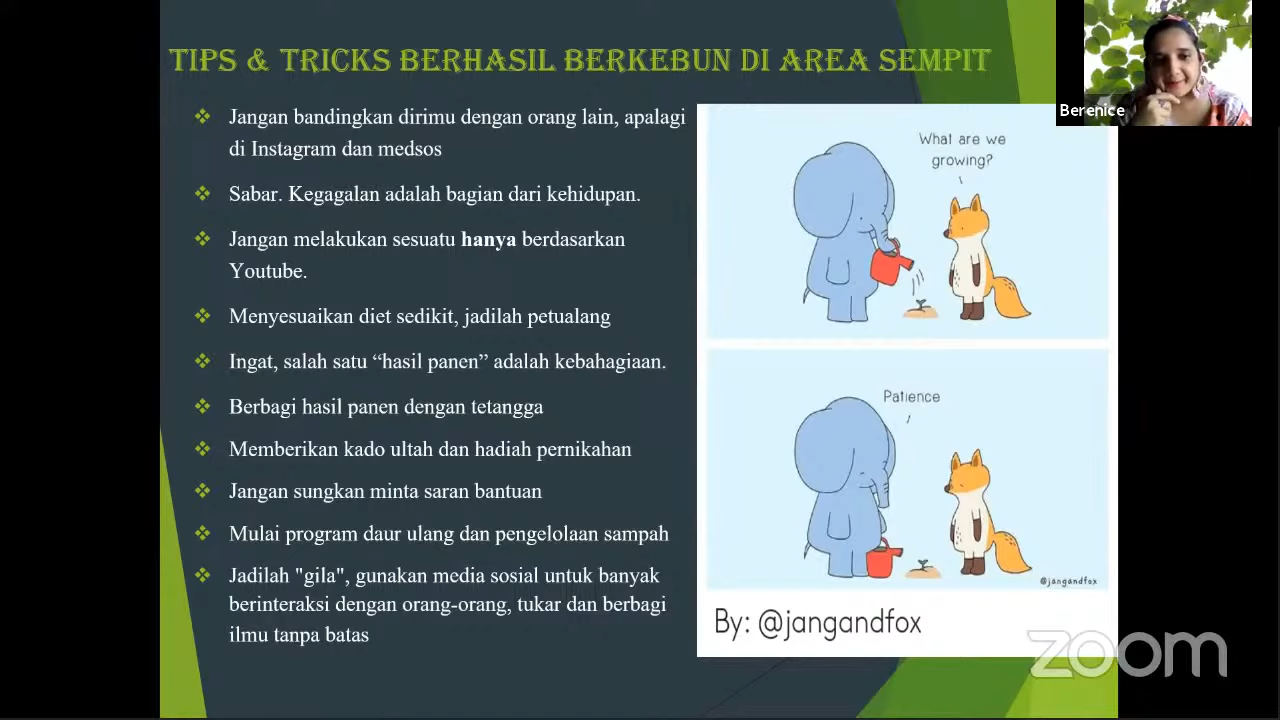 TIPS & TRICKS BERHASIL BERKEBUN DI AREA SEMPIT
Jangan bandingkan dirimu dengan orang lain, apalagi
di Instagram dan medsos
Sabar. Kegagalan adalah bagian dari kehidupan.
Jangan melakukan sesuatu hanya berdasarkan
Youtube.
Menyesuaikan diet sedikit, jadilah petualang
Ingat, salah satu “hasil panen” adalah kebahagiaan.
Berbagi hasil panen dengan tetangga
Memberikan kado ultah dan hadiah pernikahan
Jangan sungkan minta saran bantuan
Mulai program daur ulang dan pengelolaan sampah
Jadilah "gila", gunakan media sosial untuk banyak
berinteraksi dengan orang-orang, tukar dan berbagi
ilmu tanpa batas
What are we
growing?
Patience
@jangandfox
By: @jangandfox
Berenice
zoom